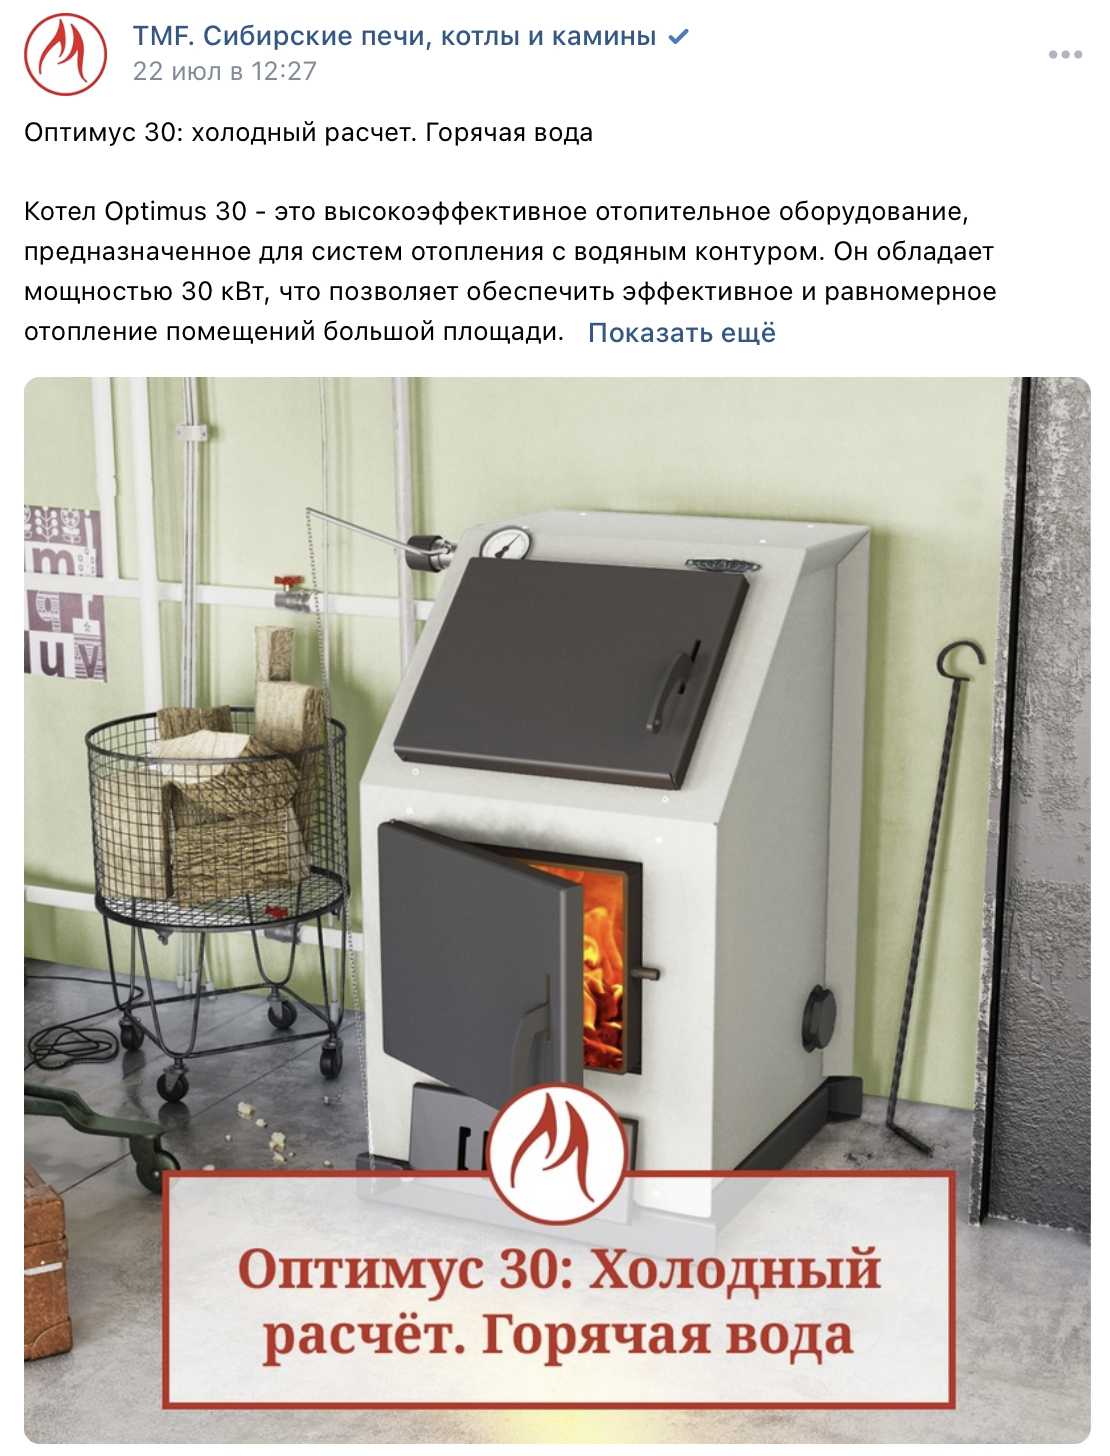 TMF. Сибирские печи, котлы и камины
22 июл в 12:27
Оптимус 30: холодный расчет. Горячая вода
Котел Optimus 30 - это высокоэффективное отопительное оборудование,
предназначенное для систем отопления с водяным контуром. Он обладает
мощностью 30 кВт, что позволяет обеспечить эффективное и равномерное
отопление помещений большой площади. Показать ещё
m
q
u v
Оптимус 30: Холодный
расчёт. Горячая вода